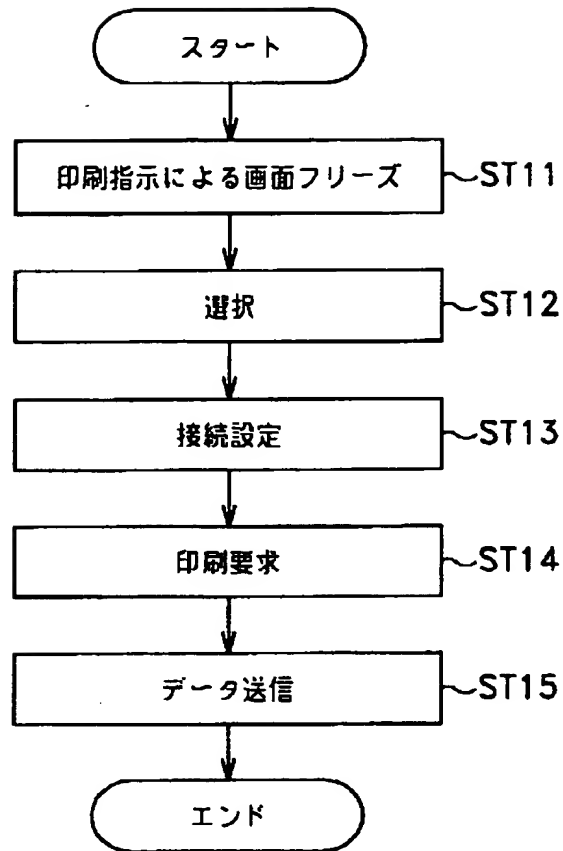 スタート
印刷指示による画面フリーズ ~ST11
選択 ~ST12
接続設定 ~ST13
印刷要求 ~ST14
データ送信 ~ST15
エンド